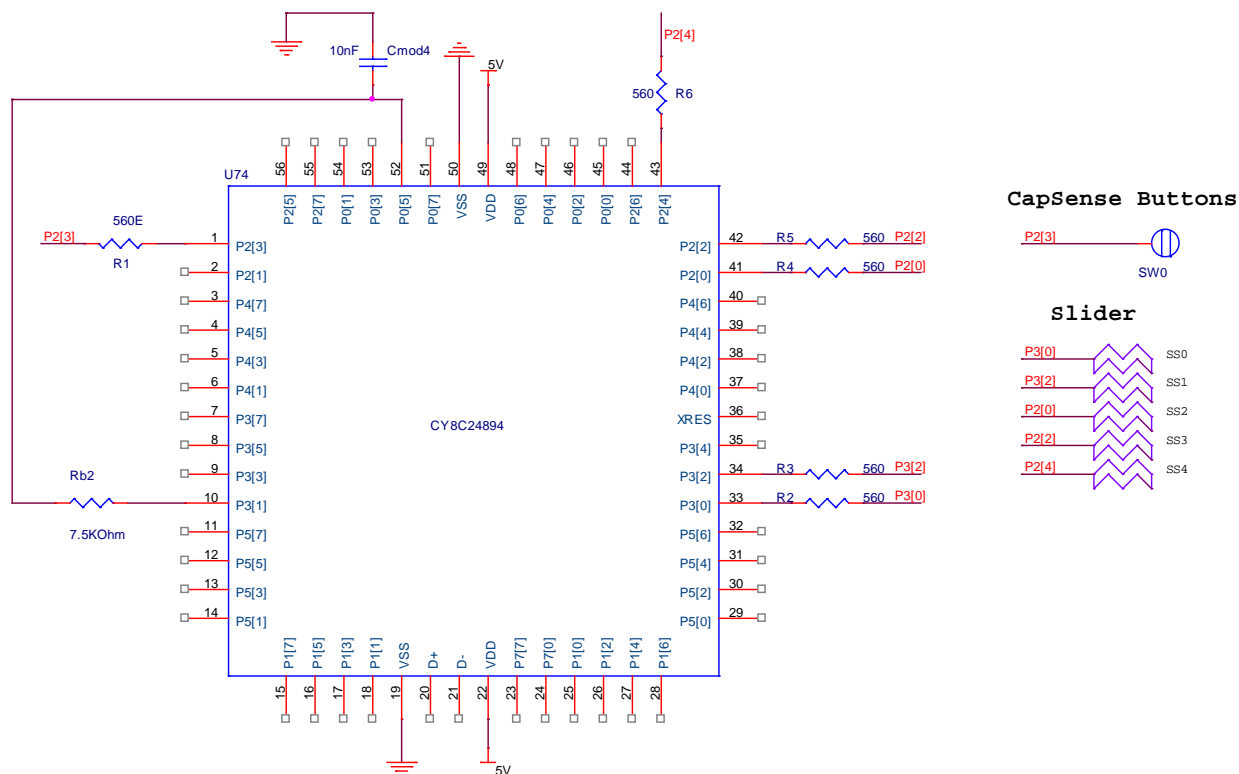 P2[4]
10nF Cmod4
5V
560 R6
56 55 54 53 52 51 50 49 48 47 46 45 44 43
U74
P2[5] P2[7] P0[1] P0[3] P0[5] P0[7] VSS VDD P0[6] P0[4] P0[2] P0[0] P2[6] P2[4]
CapSense Buttons
P2[3]
SW0
Slider
P3[0] SS0
P3[2] SS1
P2[0] SS2
P2[2] SS3
P2[4] SS4
560E
P2[3] 1 P2[3]
R1
2 P2[1]
3 P4[7]
4 P4[5]
5 P4[3]
6 P4[1]
7 P3[7]
8 P3[5]
9 P3[3]
Rb2
10 P3[1]
7.5KOhm
11 P5[7]
12 P5[5]
13 P5[3]
14 P5[1]
CY8C24894
P2[2] 42 R5 560 P2[2]
P2[0] 41 R4 560 P2[0]
P4[6] 40
P4[4] 39
P4[2] 38
P4[0] 37
XRES 36
P3[4] 35
P3[2] 34 R3 560 P3[2]
P3[0] 33 R2 560 P3[0]
P5[6] 32
P5[4] 31
P5[2] 30
P5[0] 29
P1[7] P1[5] P1[3] P1[1] VSS D+ D- VDD P7[7] P7[0] P1[0] P1[2] P1[4] P1[6]
15 16 17 18 19 20 21 22 23 24 25 26 27 28
5V